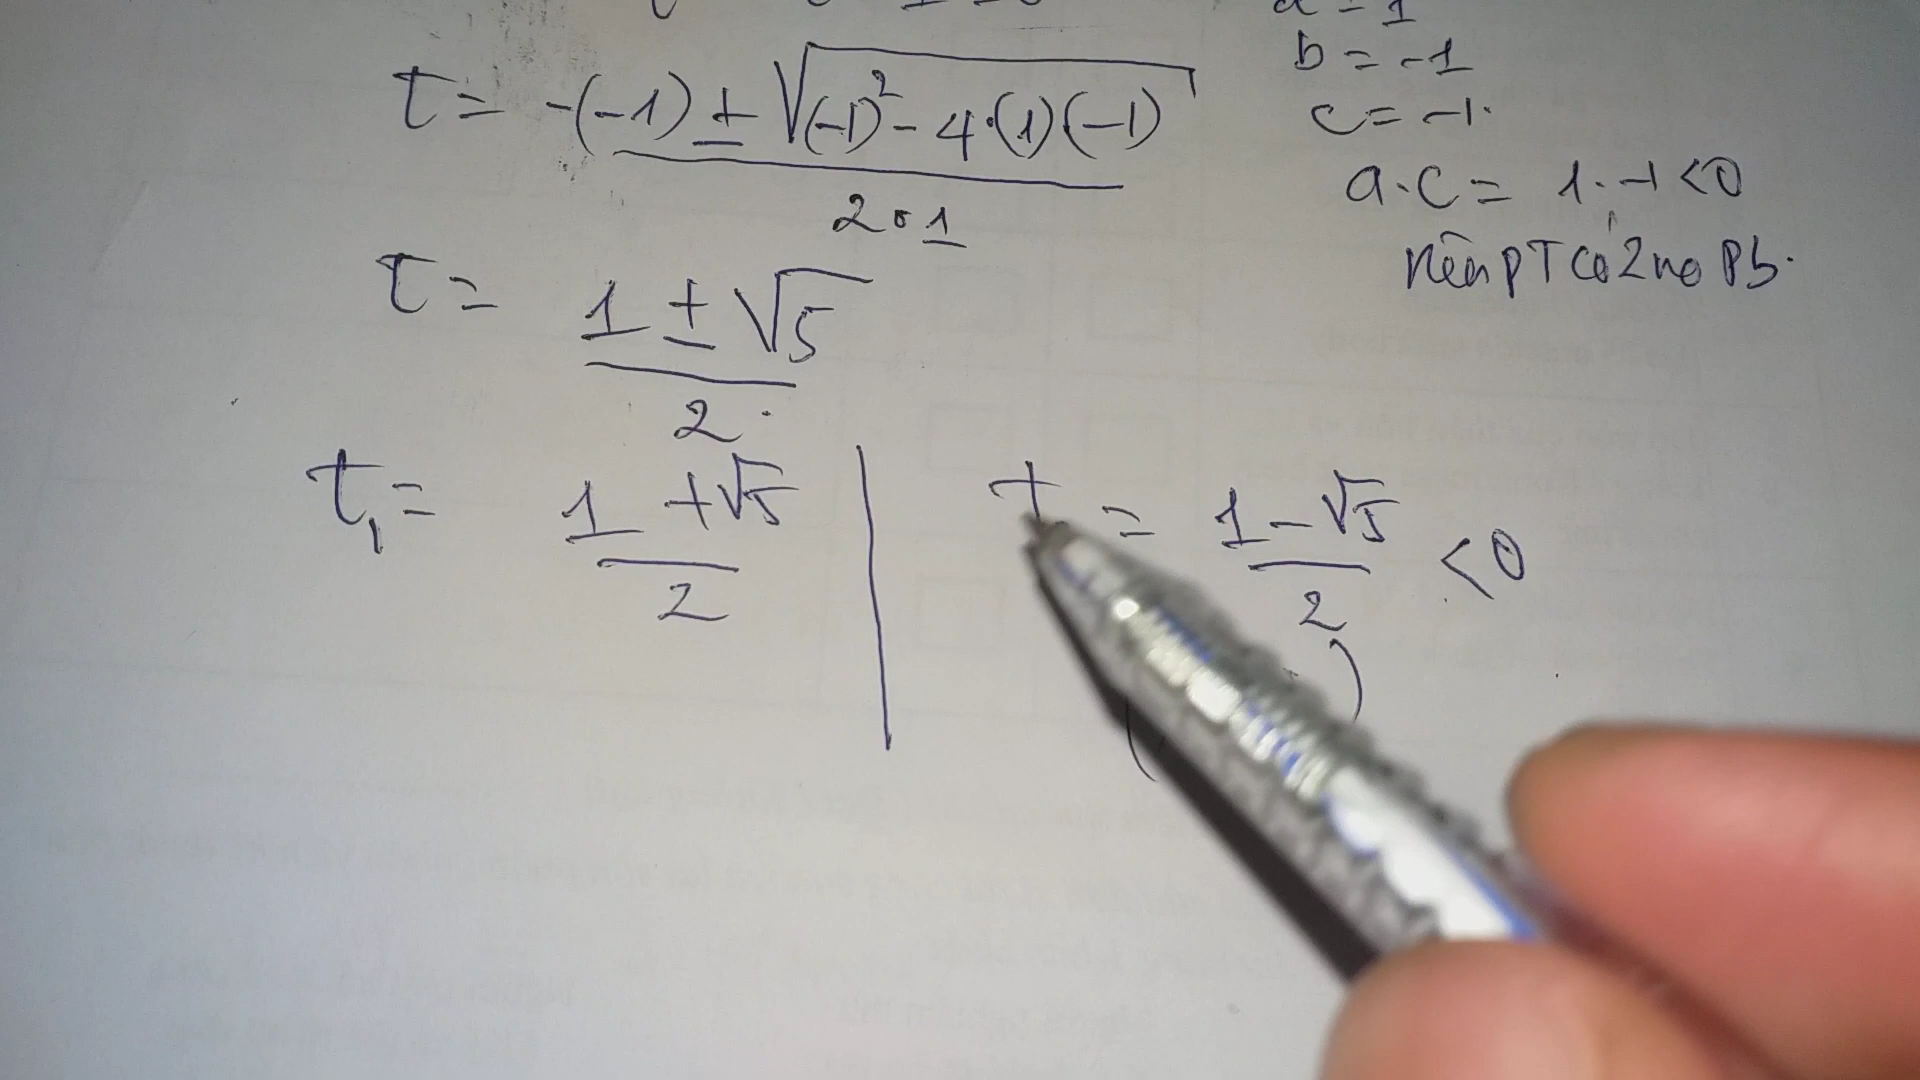 a = 1
b = -1
c = -1.
t = -(-1) ± √((-1)² - 4·(1)(-1)) / 2·1
a.c = 1.-1 <0
nên pT có 2 no Pb.
t = 1 ± √5 / 2
t₁ = 1 + √5 / 2
t = 1 - √5 / 2 <0